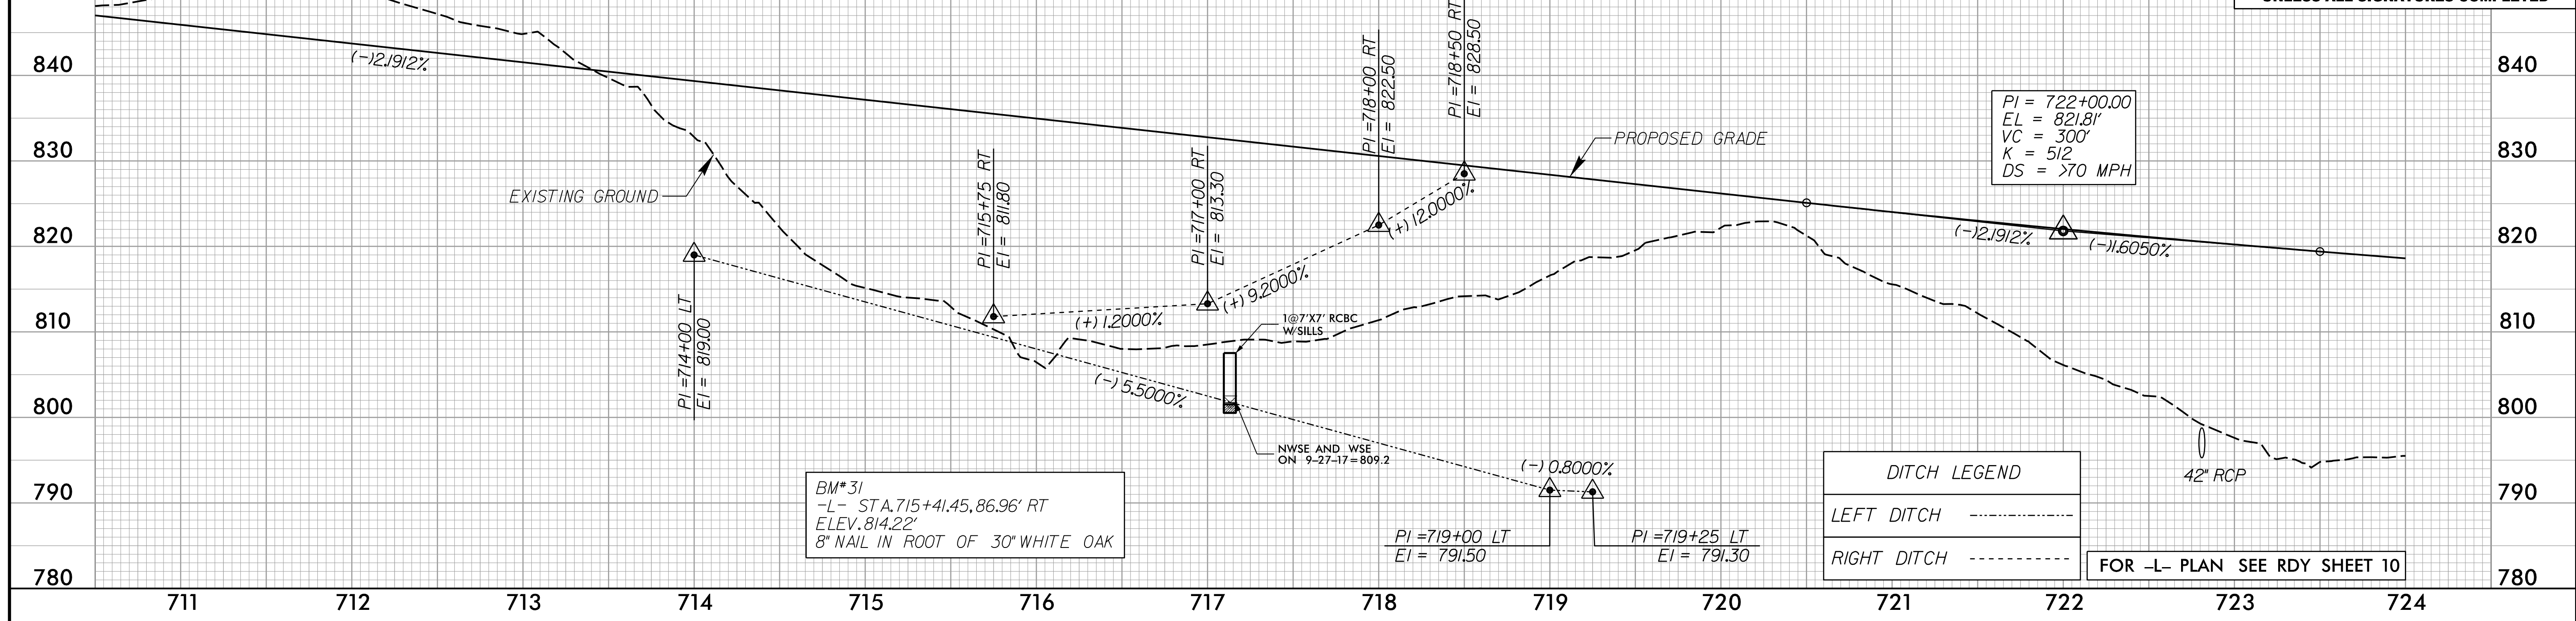 UNLESS ALL SIGNATURES COMPLETED
840
830
820
810
800
790
780
(-)2.1912%
EXISTING GROUND
PI =714+00 LT
El = 819.00
PI =715+75 RT
El = 811.80
(+)1.2000%
PI =717+00 RT
El = 813.30
(+)9.2000%
PI =718+00 RT
El = 822.50
(+)12.0000%
PI =718+50 RT
El = 828.50
PROPOSED GRADE
1@7'X7' RCBC
W/SILLS
(-)5.5000%
NWSE AND WSE
ON 9-27-17=809.2
(-)0.8000%
PI =719+00 LT
El = 791.50
PI =719+25 LT
El = 791.30
BM#31
-L- STA.715+41.45,86.96' RT
ELEV.814.22'
8" NAIL IN ROOT OF 30" WHITE OAK
PI = 722+00.00
EL = 821.81'
VC = 300'
K = 512
DS = >70 MPH
(-)2.1912%
(-)1.6050%
42" RCP
DITCH LEGEND
LEFT DITCH
RIGHT DITCH
FOR -L- PLAN SEE RDY SHEET 10
840
830
820
810
800
790
780
711 712 713 714 715 716 717 718 719 720 721 722 723 724